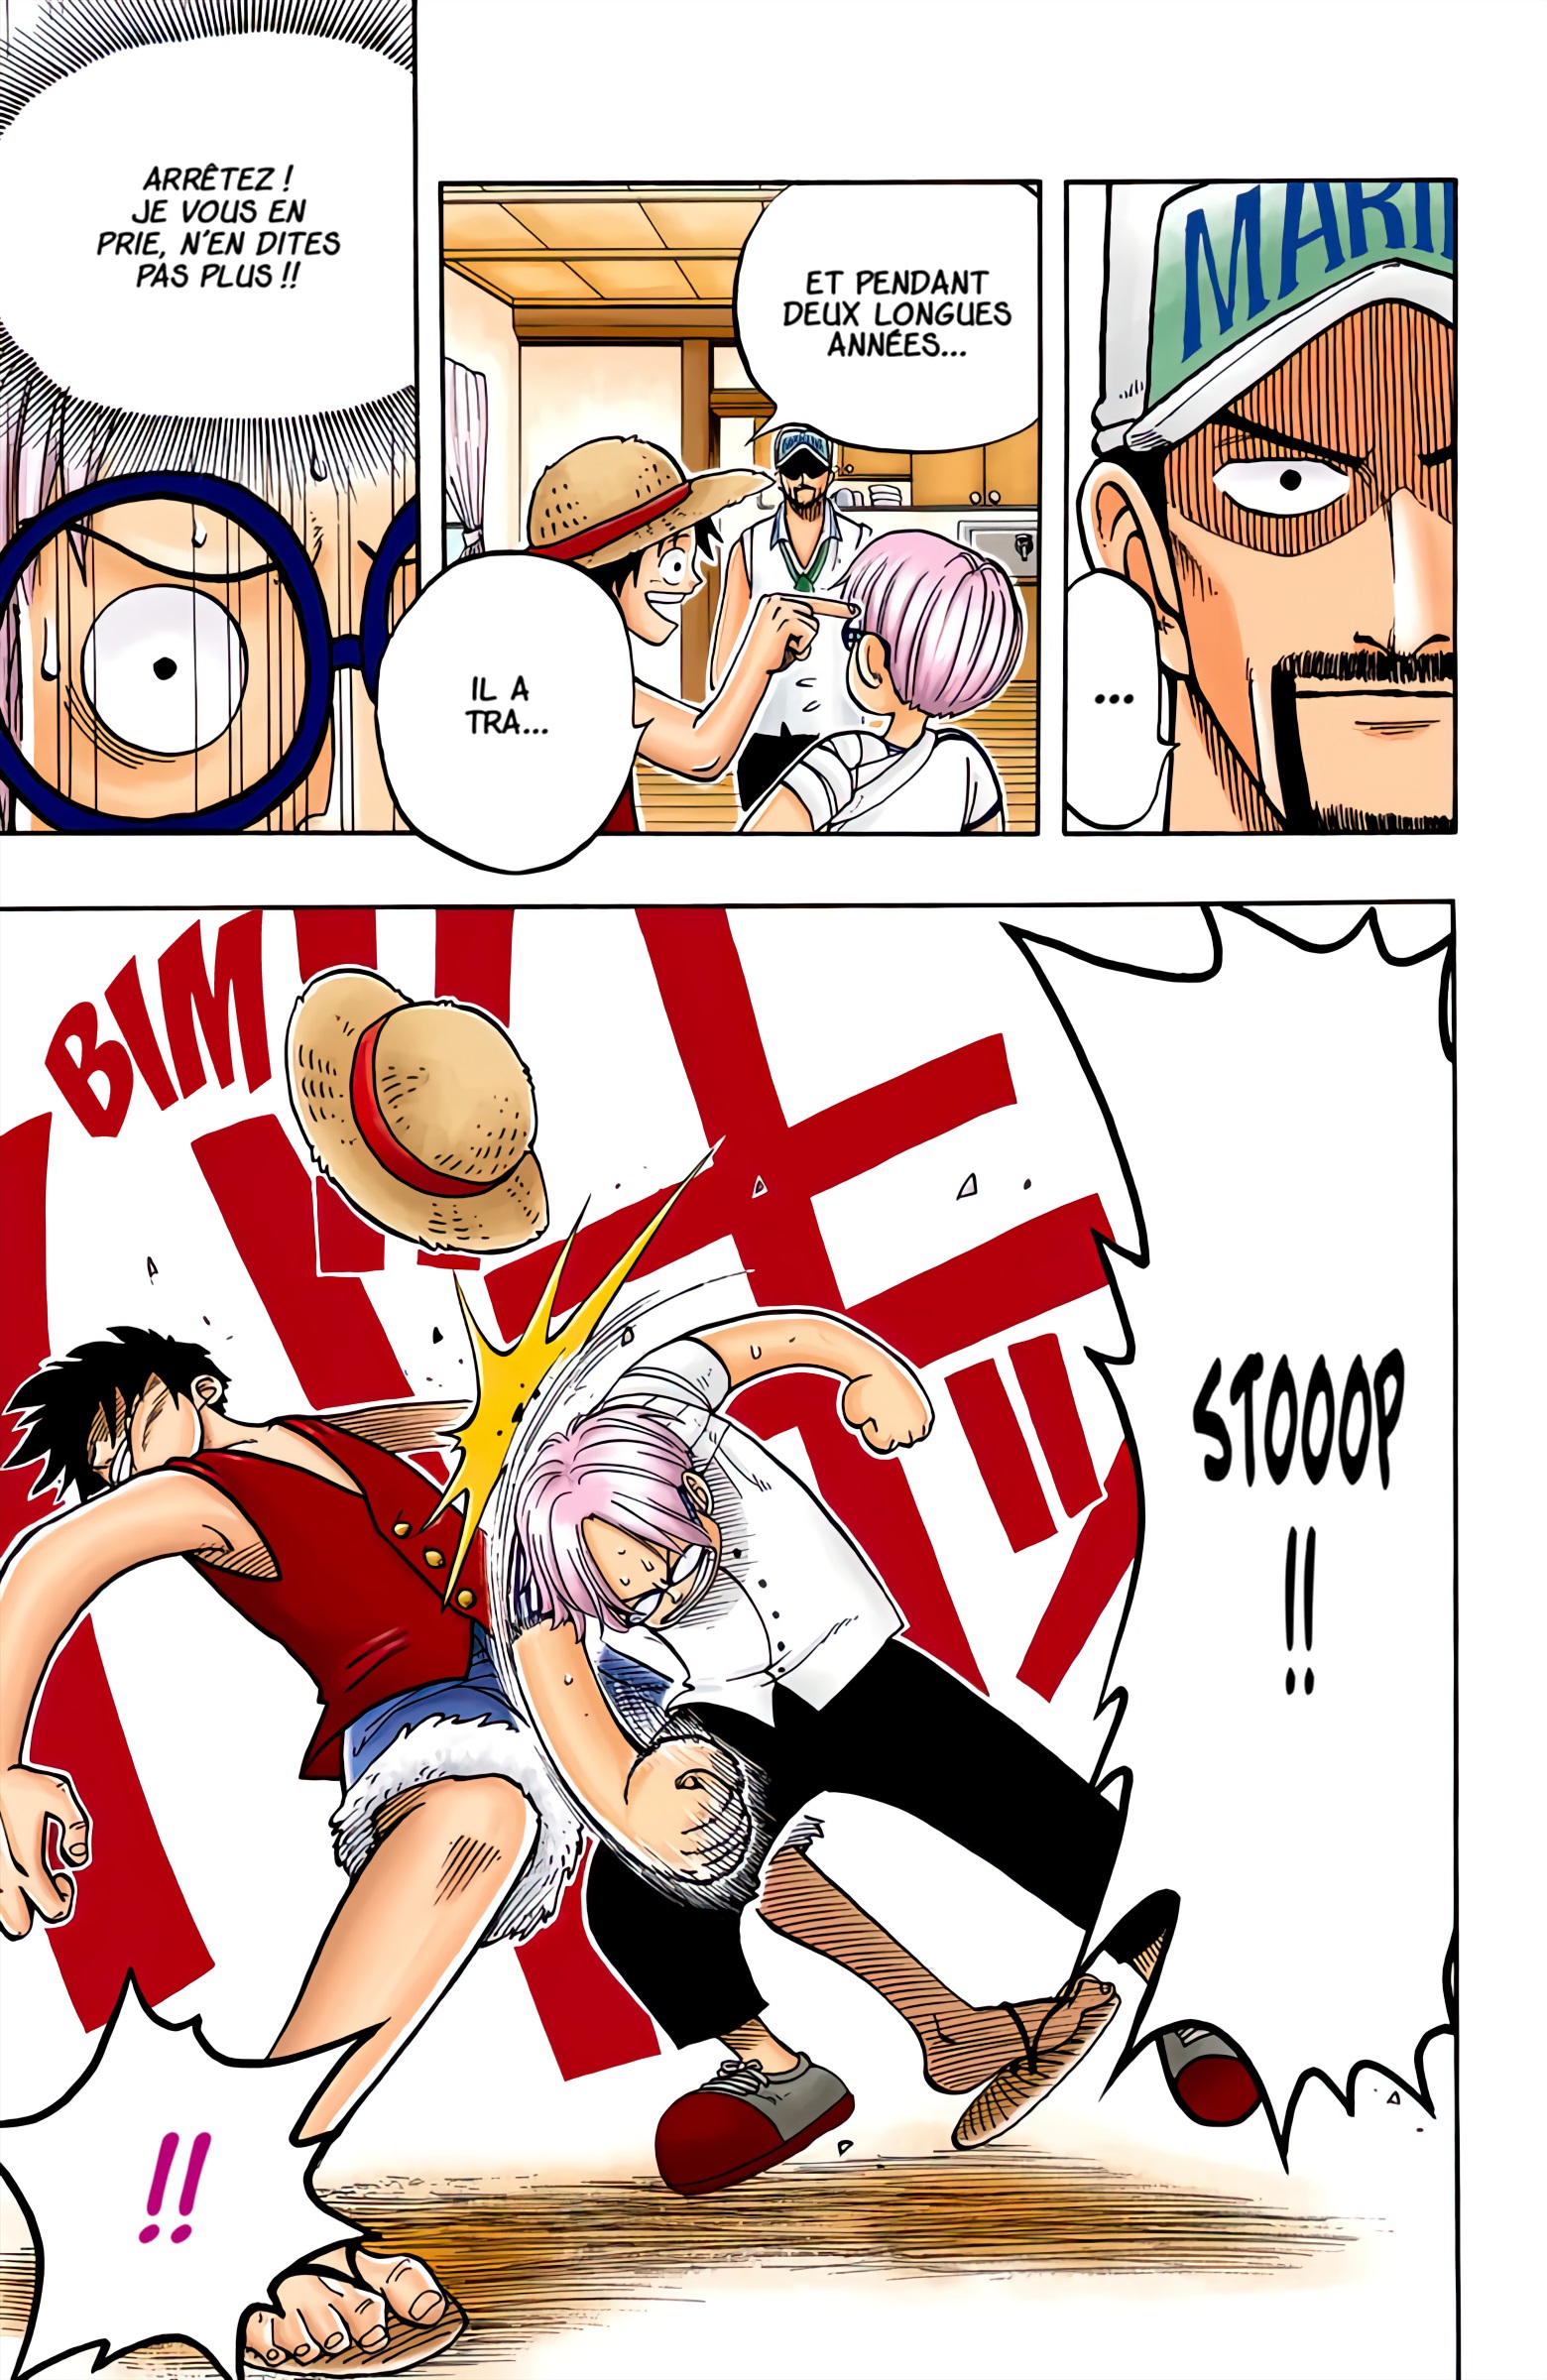 MARI
...
ET PENDANT
DEUX LONGUES
ANNÉES...
IL A
TRA...
ARRÊTEZ !
JE VOUS EN
PRIE, N'EN DITES
PAS PLUS !!
STOOOP
!!
BIM
!!